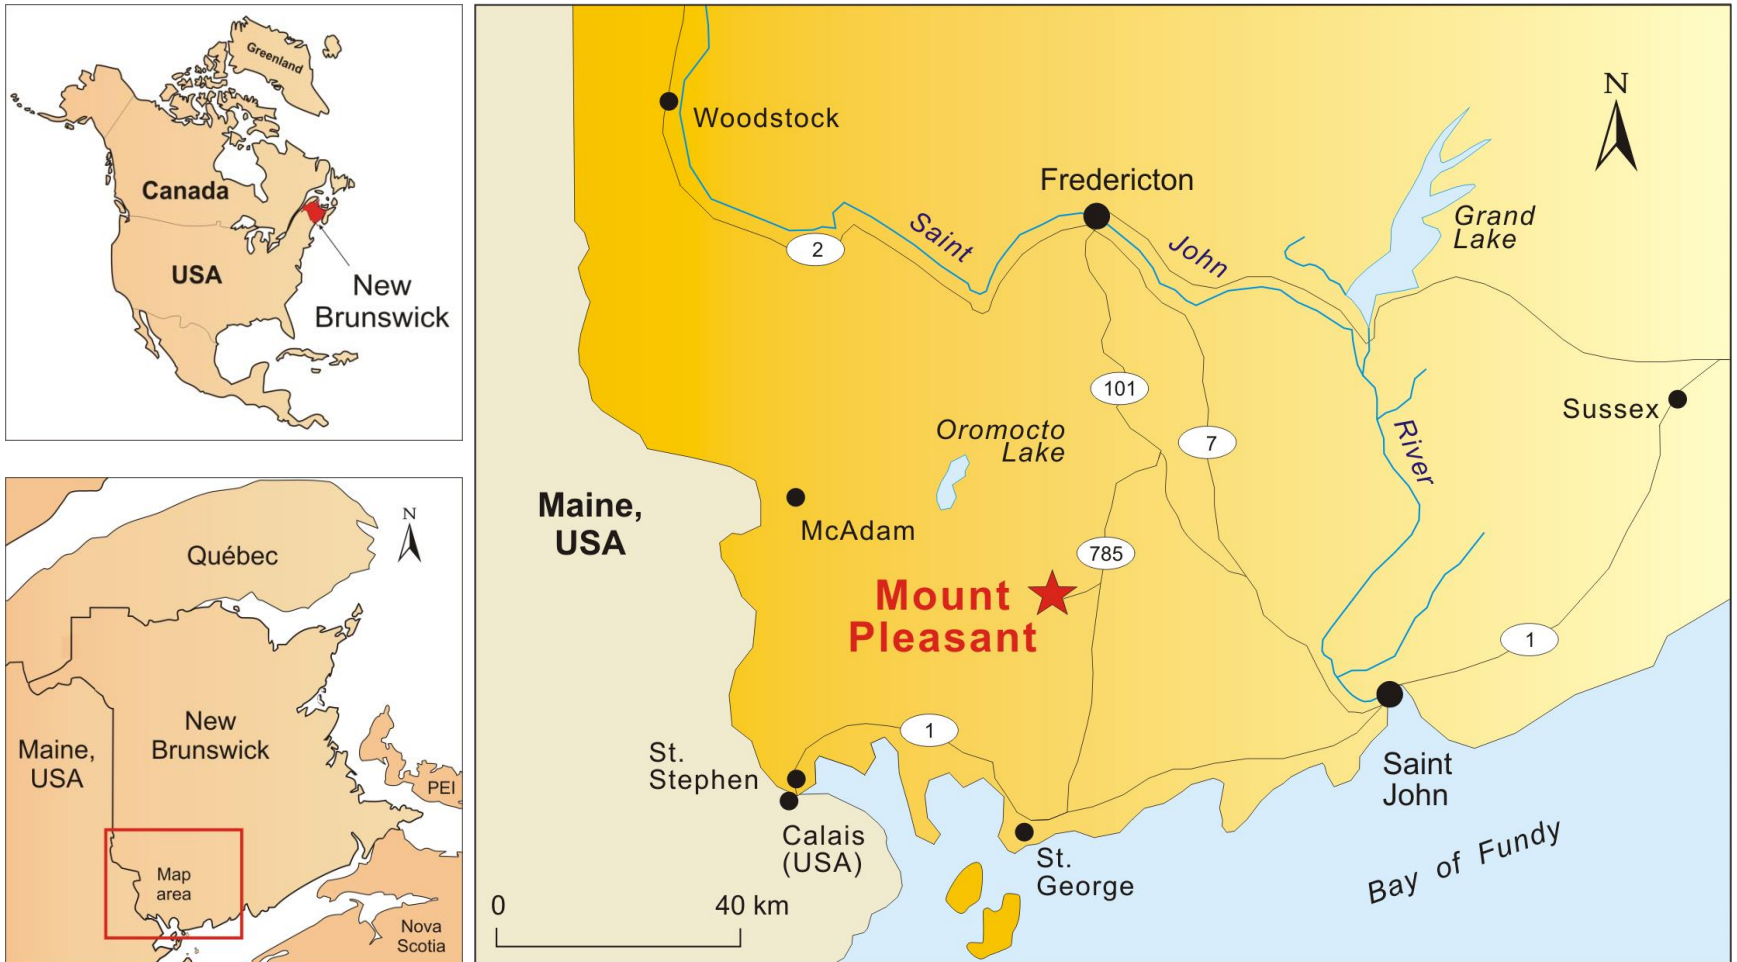 Greenland
Canada
USA
New
Brunswick
N
Québec
New
Brunswick
Maine,
USA
PEI
Map
area
Nova
Scotia
N
Woodstock
Fredericton
Saint
John
River
Grand
Lake
2
101
7
Sussex
Oromocto
Lake
Maine,
USA
McAdam
785
Mount
Pleasant
1
1
St.
Stephen
Calais
(USA)
St.
George
Saint
John
Bay of Fundy
0
40 km